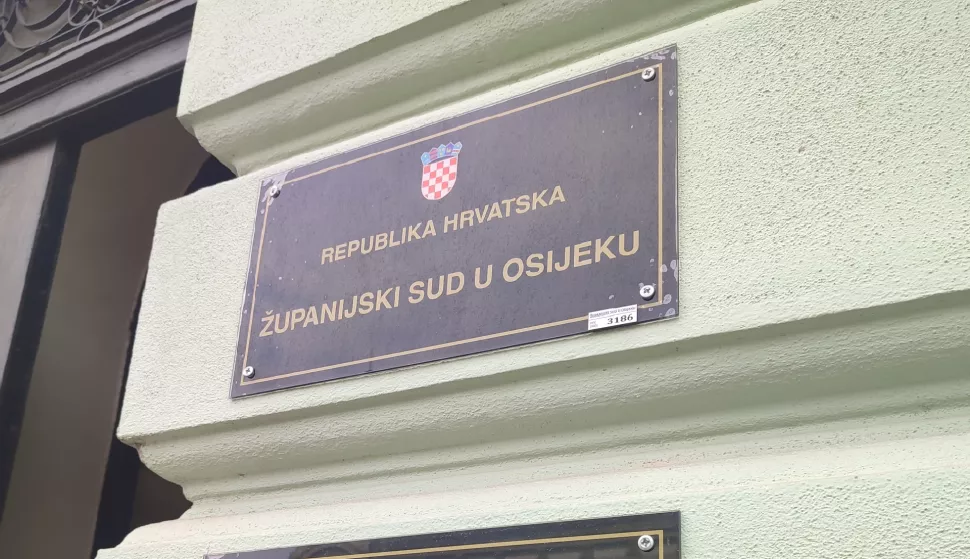 REPUBLIKA HRVATSKA
ŽUPANIJSKI SUD U OSIJEKU
3186